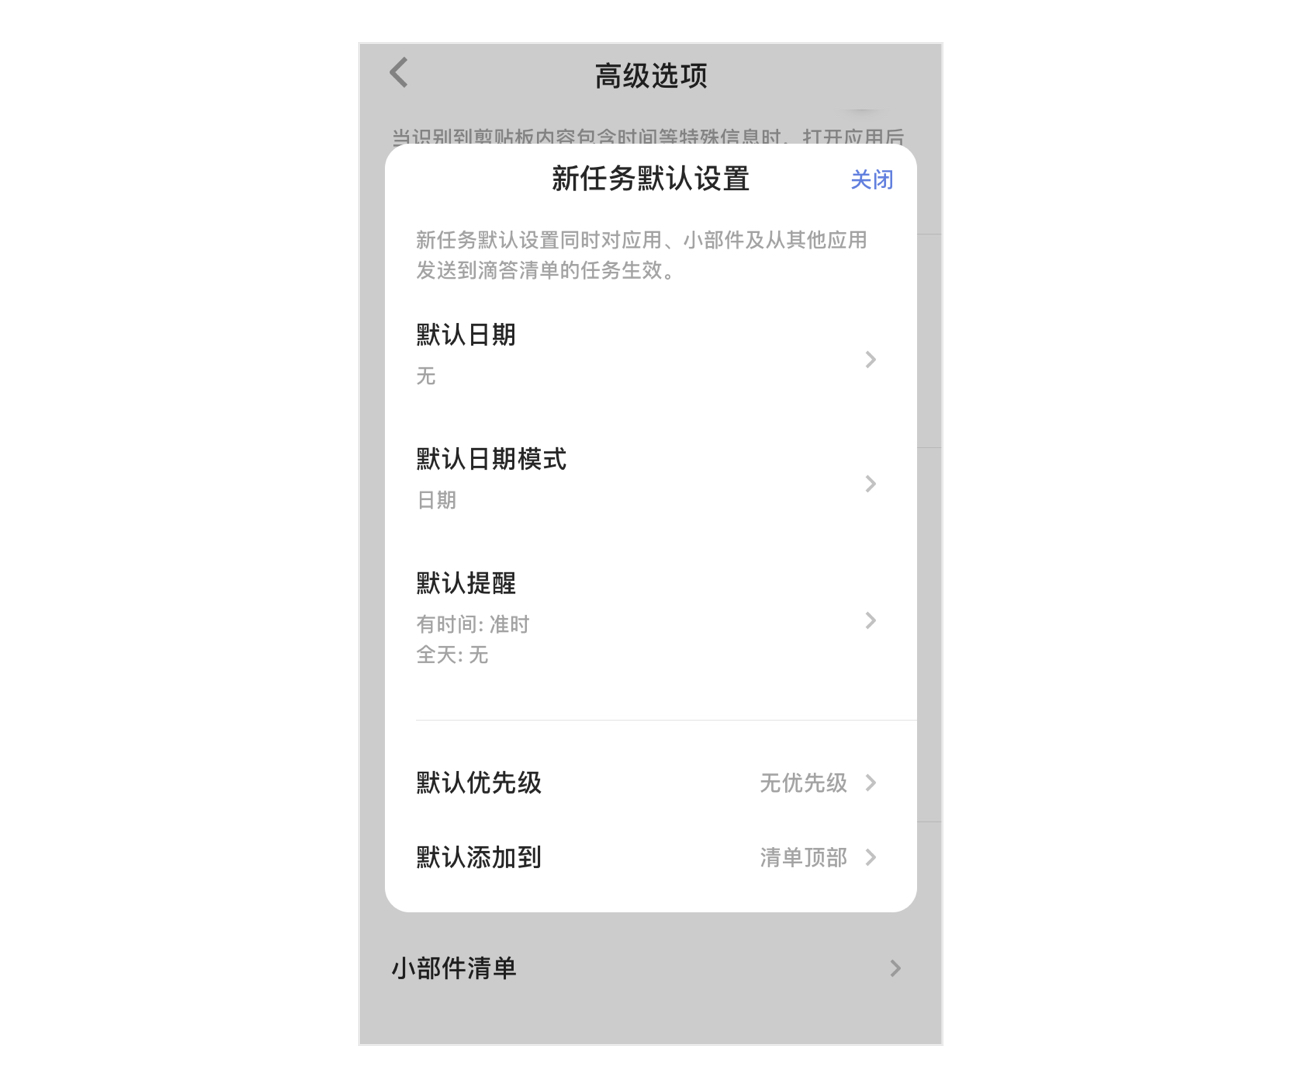 高级选项
当识别到剪贴板内容包含时间等特殊信息时，打开应用后
新任务默认设置
关闭
新任务默认设置同时对应用、小部件及从其他应用
发送到滴答清单的任务生效。
默认日期
无
默认日期模式
日期
默认提醒
有时间: 准时
全天: 无
默认优先级
无优先级
默认添加到
清单顶部
小部件清单